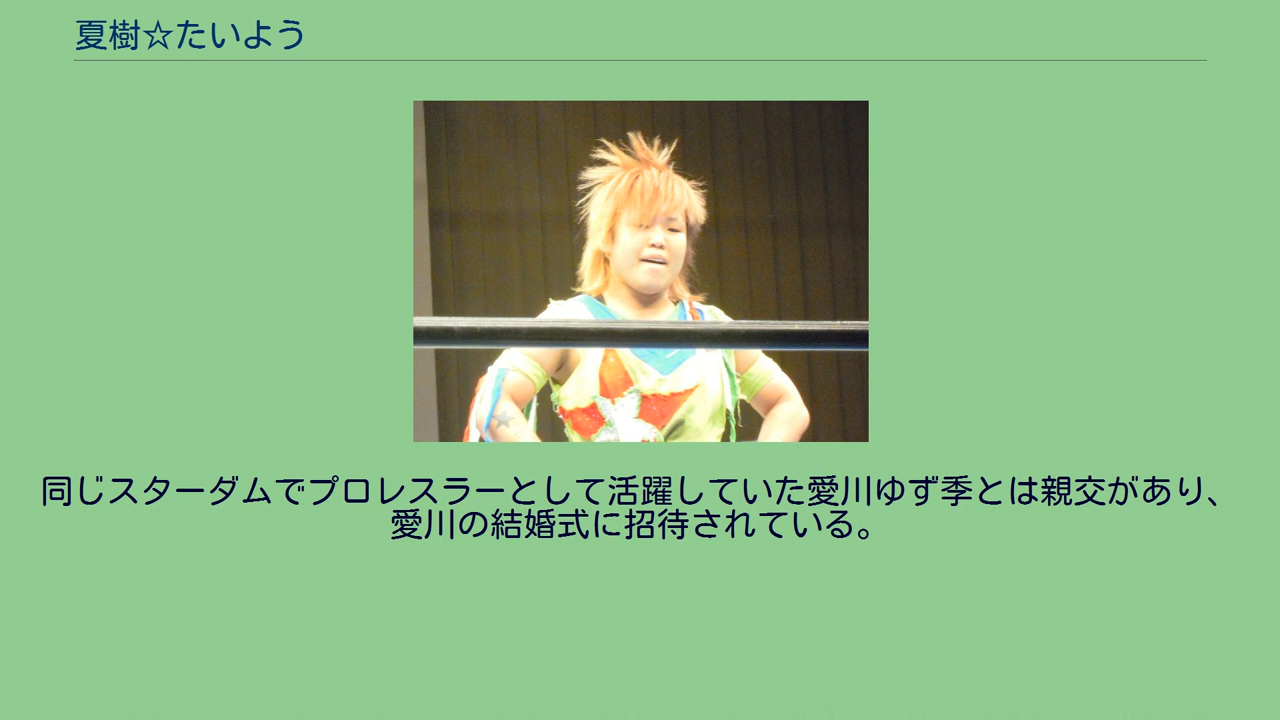 夏樹☆たいよう
同じスターダムでプロレスラーとして活躍していた愛川ゆず季とは親交があり、
愛川の結婚式に招待されている。